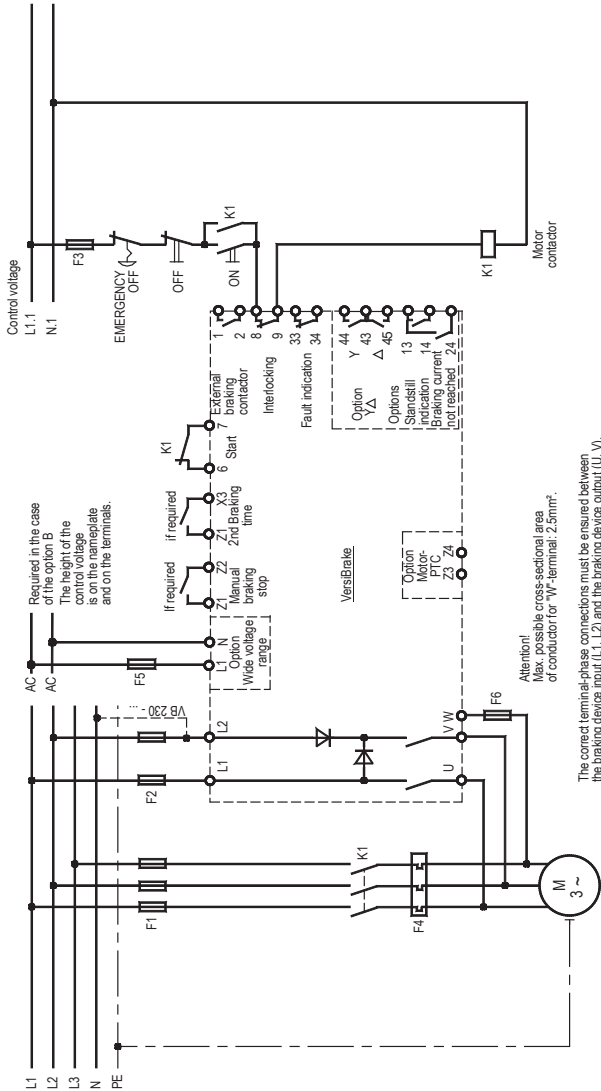 Control voltage
L1.1
N.1
F3
EMERGENCY
OFF
OFF
ON
K1
K1
Motor
contactor
Required in the case
of the option B
The height of the
control voltage
is on the nameplate
and on the terminals.
AC
AC
F5
If required
if required
K1
L1
N
Z1
Z2
Z1
X3
6
7
Option
Wide voltage
range
Manual
braking
stop
2nd Braking
time
Start
External
braking
contactor
Interlocking
Fault indication
1
2
8
9
33
34
44
43
45
13
14
24
Option
Y△
Y
△
Options
Standstill
indication
Braking current
not reached
VersiBrake
Option
Motor-
PTC
Z3
Z4
L1
L2
L3
N
PE
AC
AC
VB 230 - ...
F1
F2
L1
L2
K1
F4
U
V
W
F6
M
3 ~
Attention!
Max. possible cross-sectional area
of conductor for "W"-terminal: 2.5mm².
The correct terminal-phase connections must be ensured between
the braking device input (L1, L2) and the braking device output (U, V).